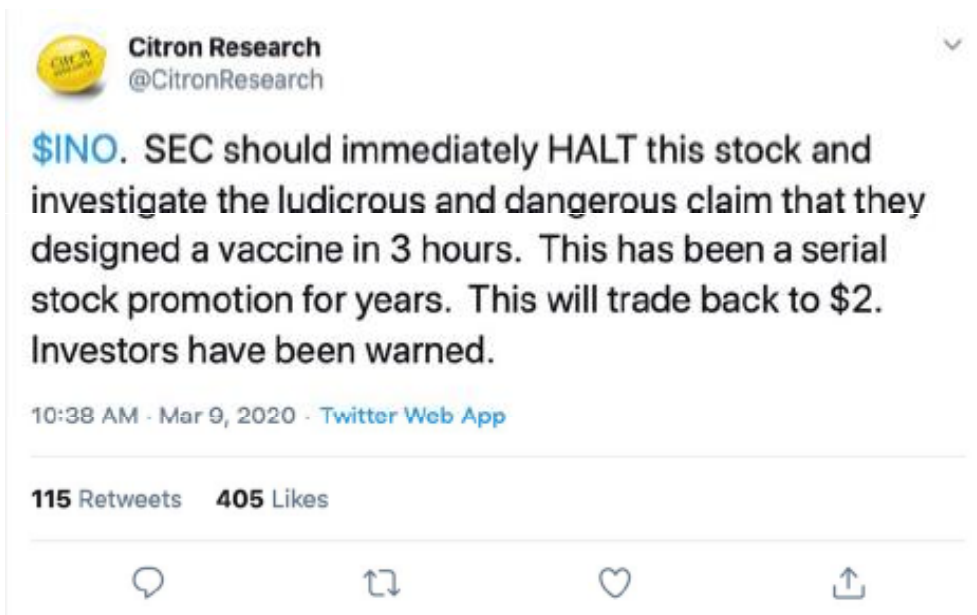 Citron Research
@CitronResearch
$INO. SEC should immediately HALT this stock and
investigate the ludicrous and dangerous claim that they
designed a vaccine in 3 hours. This has been a serial
stock promotion for years. This will trade back to $2.
Investors have been warned.
10:38 AM · Mar 9, 2020 · Twitter Web App
115 Retweets 405 Likes